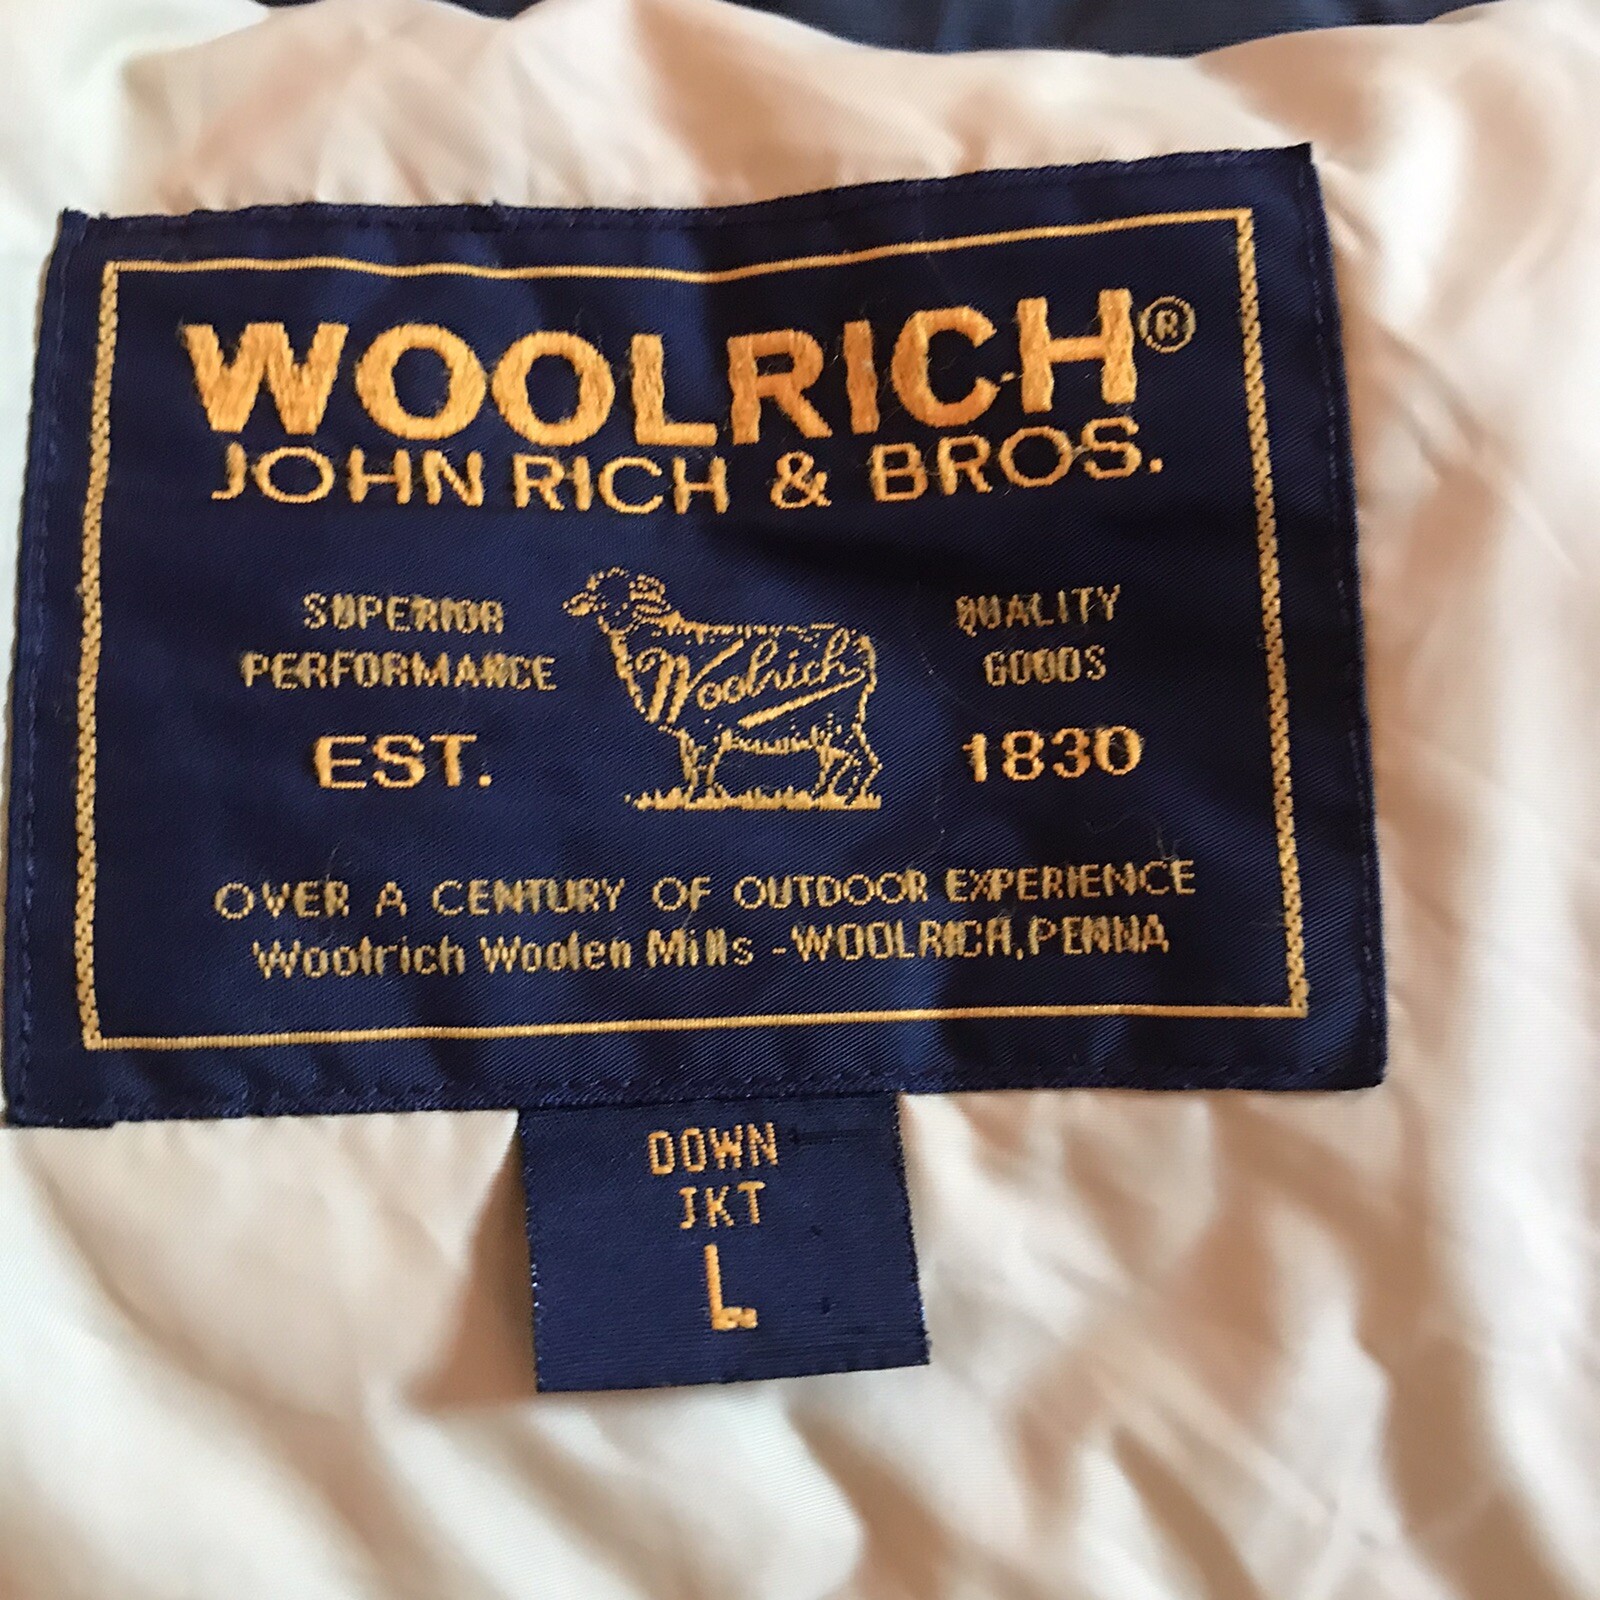 WOOLRICH®
JOHN RICH & BROS.
SUPERIOR
PERFORMANCE
Woolrich
QUALITY
GOODS
EST. 1830
OVER A CENTURY OF OUTDOOR EXPERIENCE
Woolrich Woolen Mills - WOOLRICH, PENNA
DOWN
JKT
L